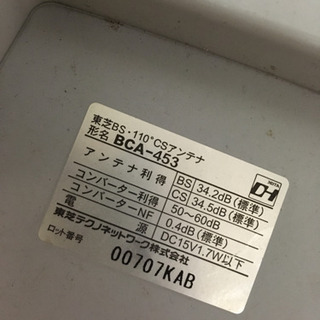 東芝BS・110°CSアンテナ
形名 BCA-453
アンテナ利得 BS 34.2dB (標準)
CS 34.5dB (標準)
コンバーター利得 50～60dB
コンバーターNF 0.4dB (標準)
電源 DC15V1.7W以下
東芝テクノネットワーク株式会社
ロット番号 00707KAB